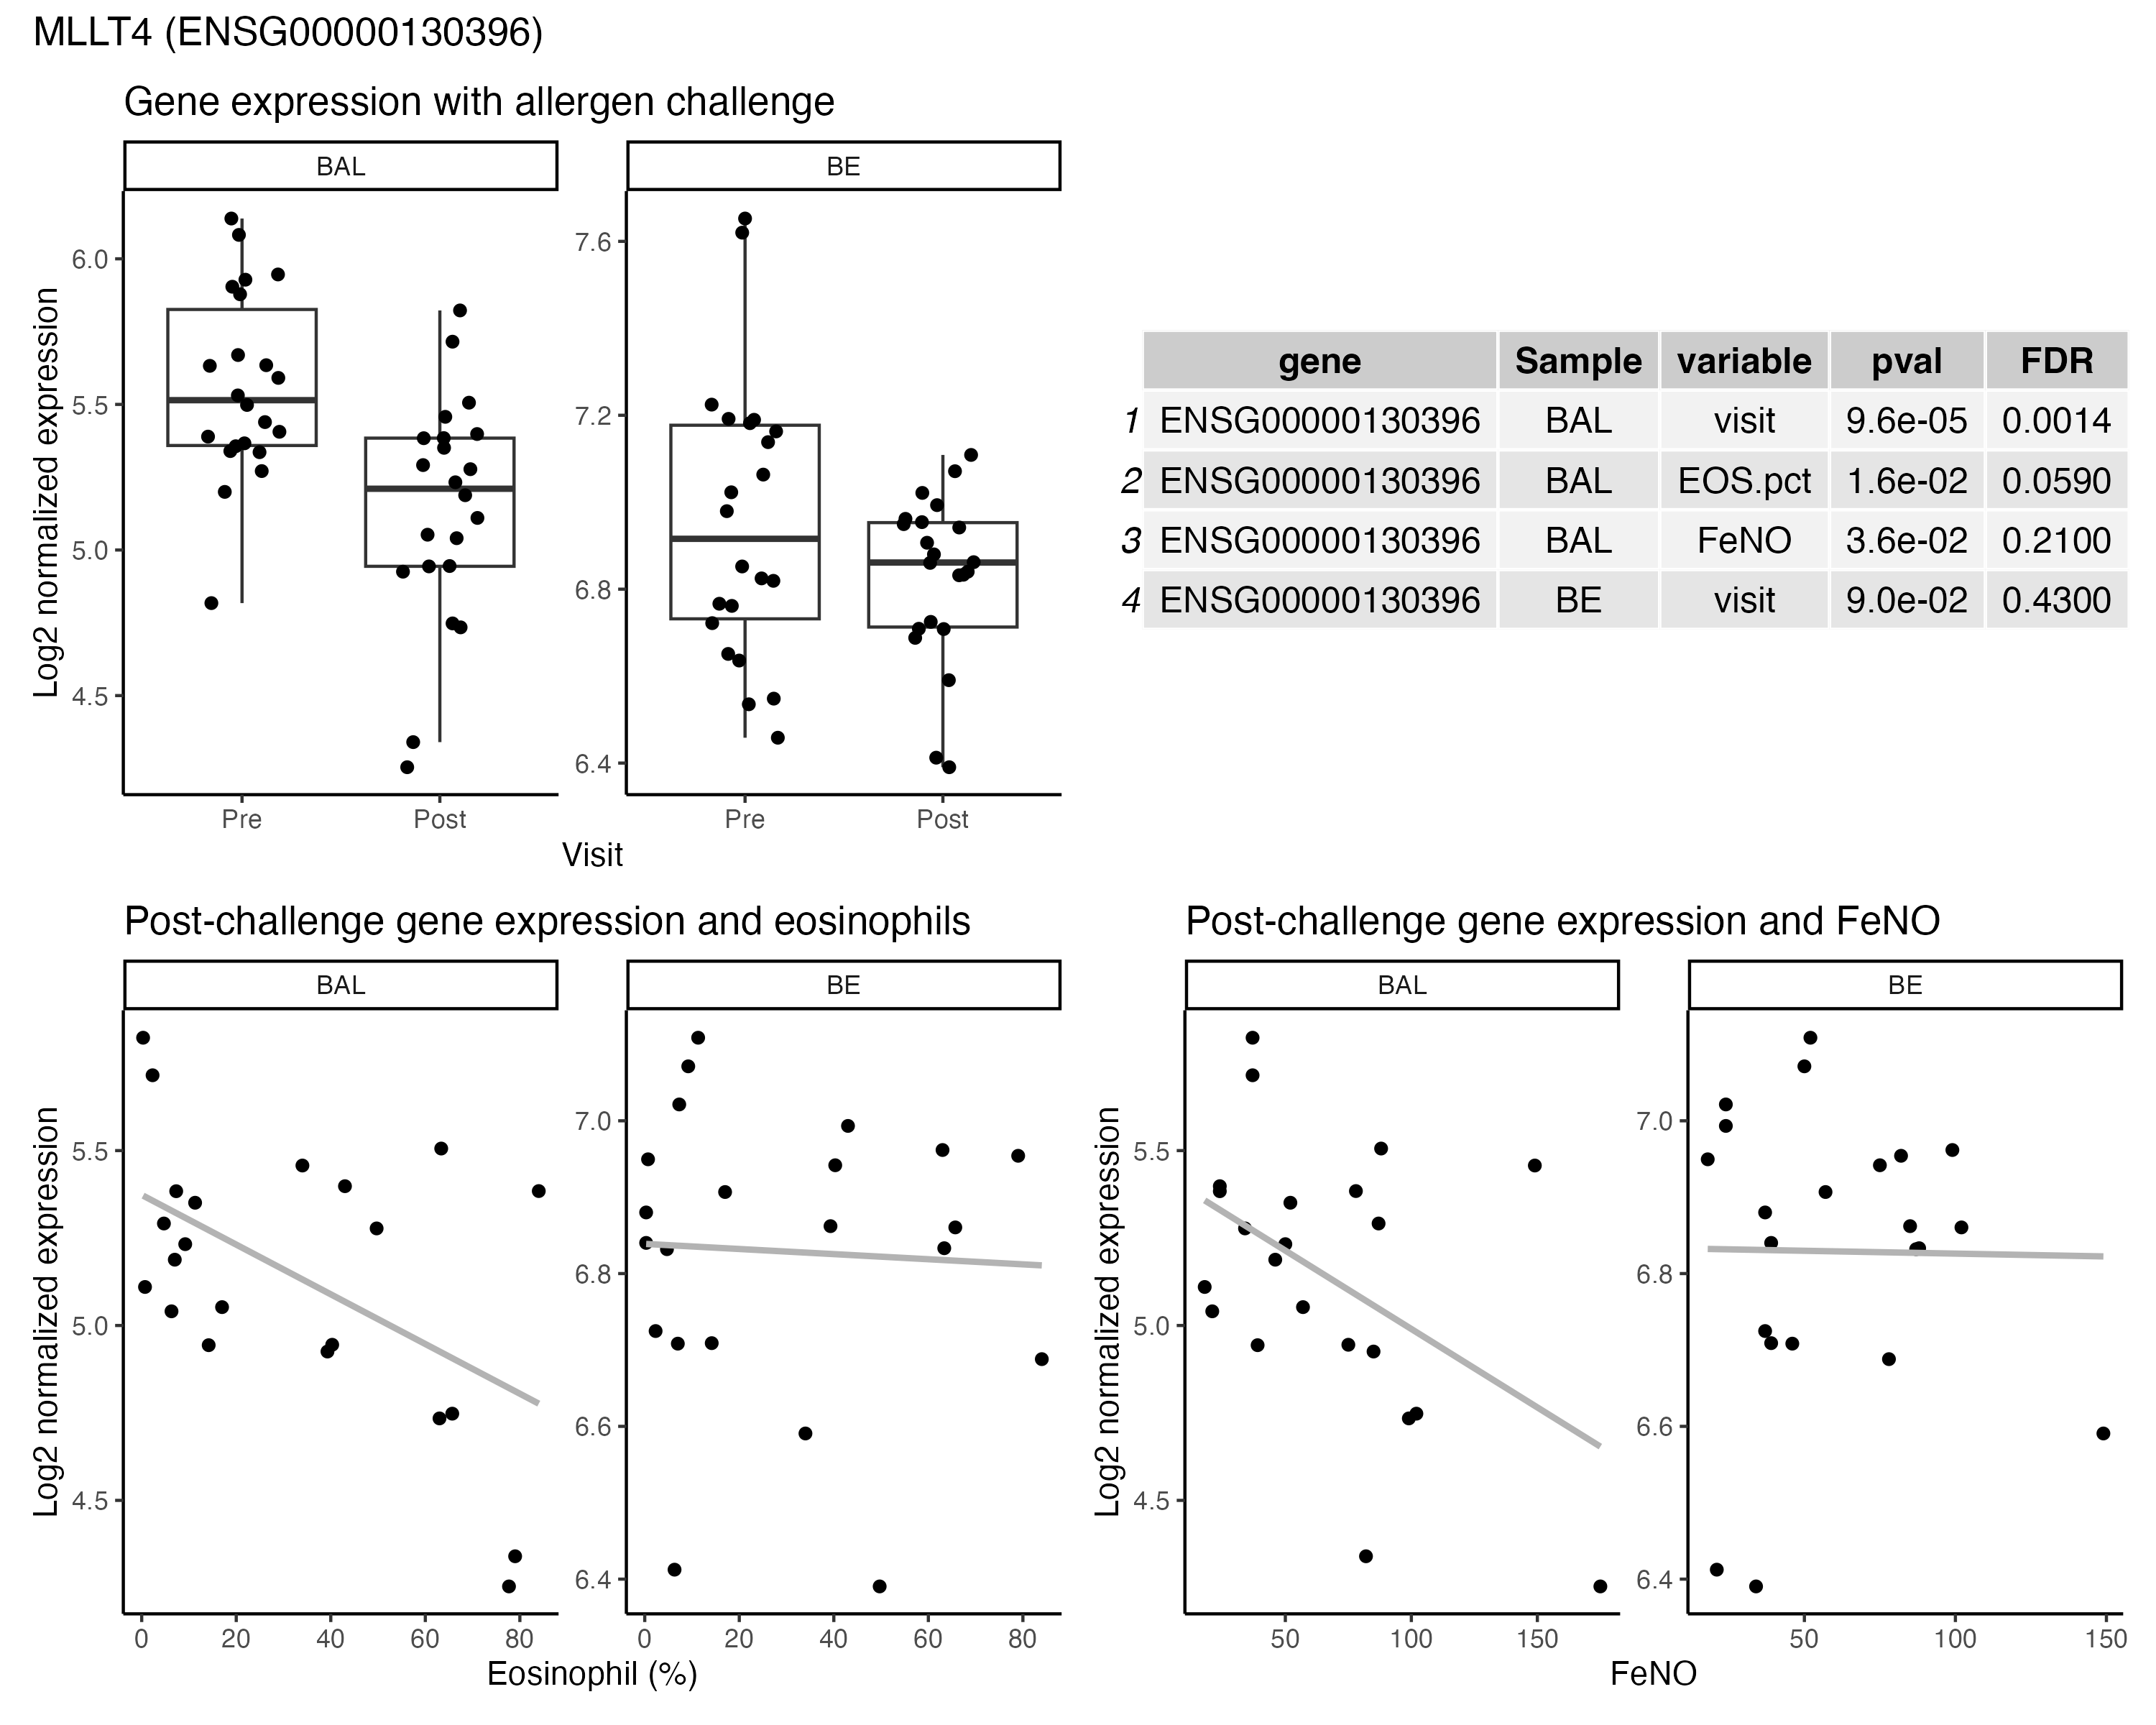 MLLT4 (ENSG00000130396)
Gene expression with allergen challenge
BAL
BE
Log2 normalized expression
6.0
5.5
5.0
4.5
7.6
7.2
6.8
6.4
Pre
Post
Pre
Post
Visit
gene Sample variable pval FDR
1 ENSG00000130396 BAL visit 9.6e-05 0.0014
2 ENSG00000130396 BAL EOS.pct 1.6e-02 0.0590
3 ENSG00000130396 BAL FeNO 3.6e-02 0.2100
4 ENSG00000130396 BE visit 9.0e-02 0.4300
Post-challenge gene expression and eosinophils
BAL
BE
Log2 normalized expression
5.5
5.0
4.5
7.0
6.8
6.6
6.4
0 20 40 60 80
0 20 40 60 80
Eosinophil (%)
Post-challenge gene expression and FeNO
BAL
BE
Log2 normalized expression
5.5
5.0
4.5
7.0
6.8
6.6
6.4
50 100 150
50 100 150
FeNO